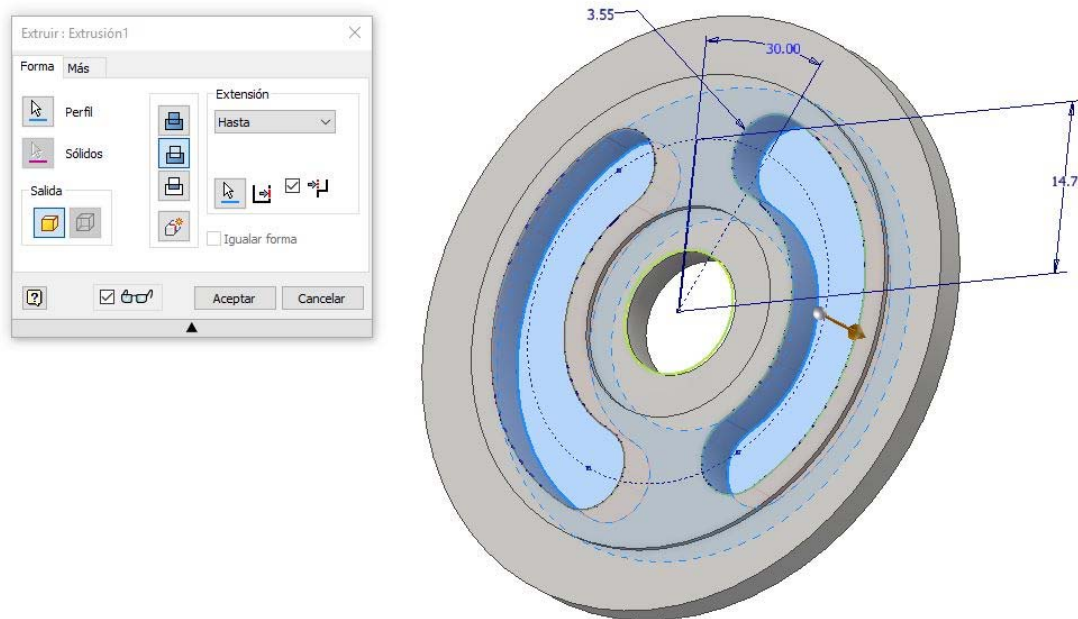 Extruir : Extrusión1
Forma
Más
Perfil
Sólidos
Salida
Extensión
Hasta
Igualar forma
Aceptar
Cancelar
3.55
30.00
14.7